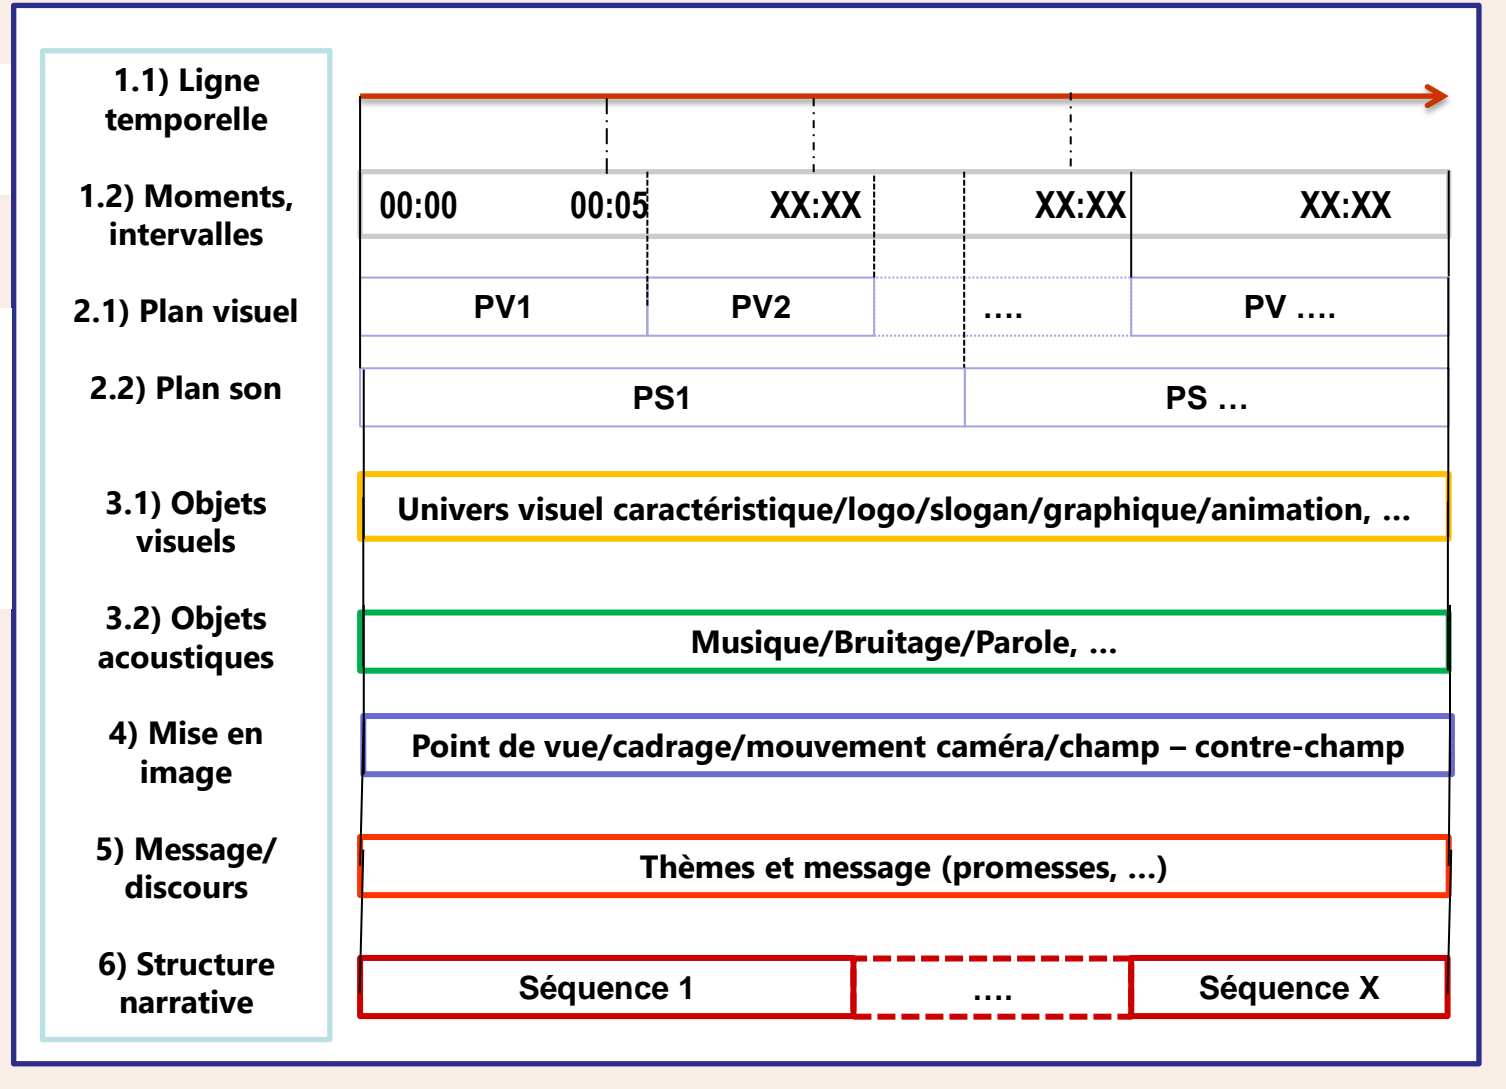 1.1) Ligne
temporelle
1.2) Moments,
intervalles
00:00 00:05 XX:XX XX:XX XX:XX
2.1) Plan visuel
PV1 PV2 …. PV ….
2.2) Plan son
PS1 PS …
3.1) Objets
visuels
Univers visuel caractéristique/logo/slogan/graphique/animation, …
3.2) Objets
acoustiques
Musique/Bruitage/Parole, …
4) Mise en
image
Point de vue/cadrage/mouvement caméra/champ – contre-champ
5) Message/
discours
Thèmes et message (promesses, …)
6) Structure
narrative
Séquence 1 …. Séquence X